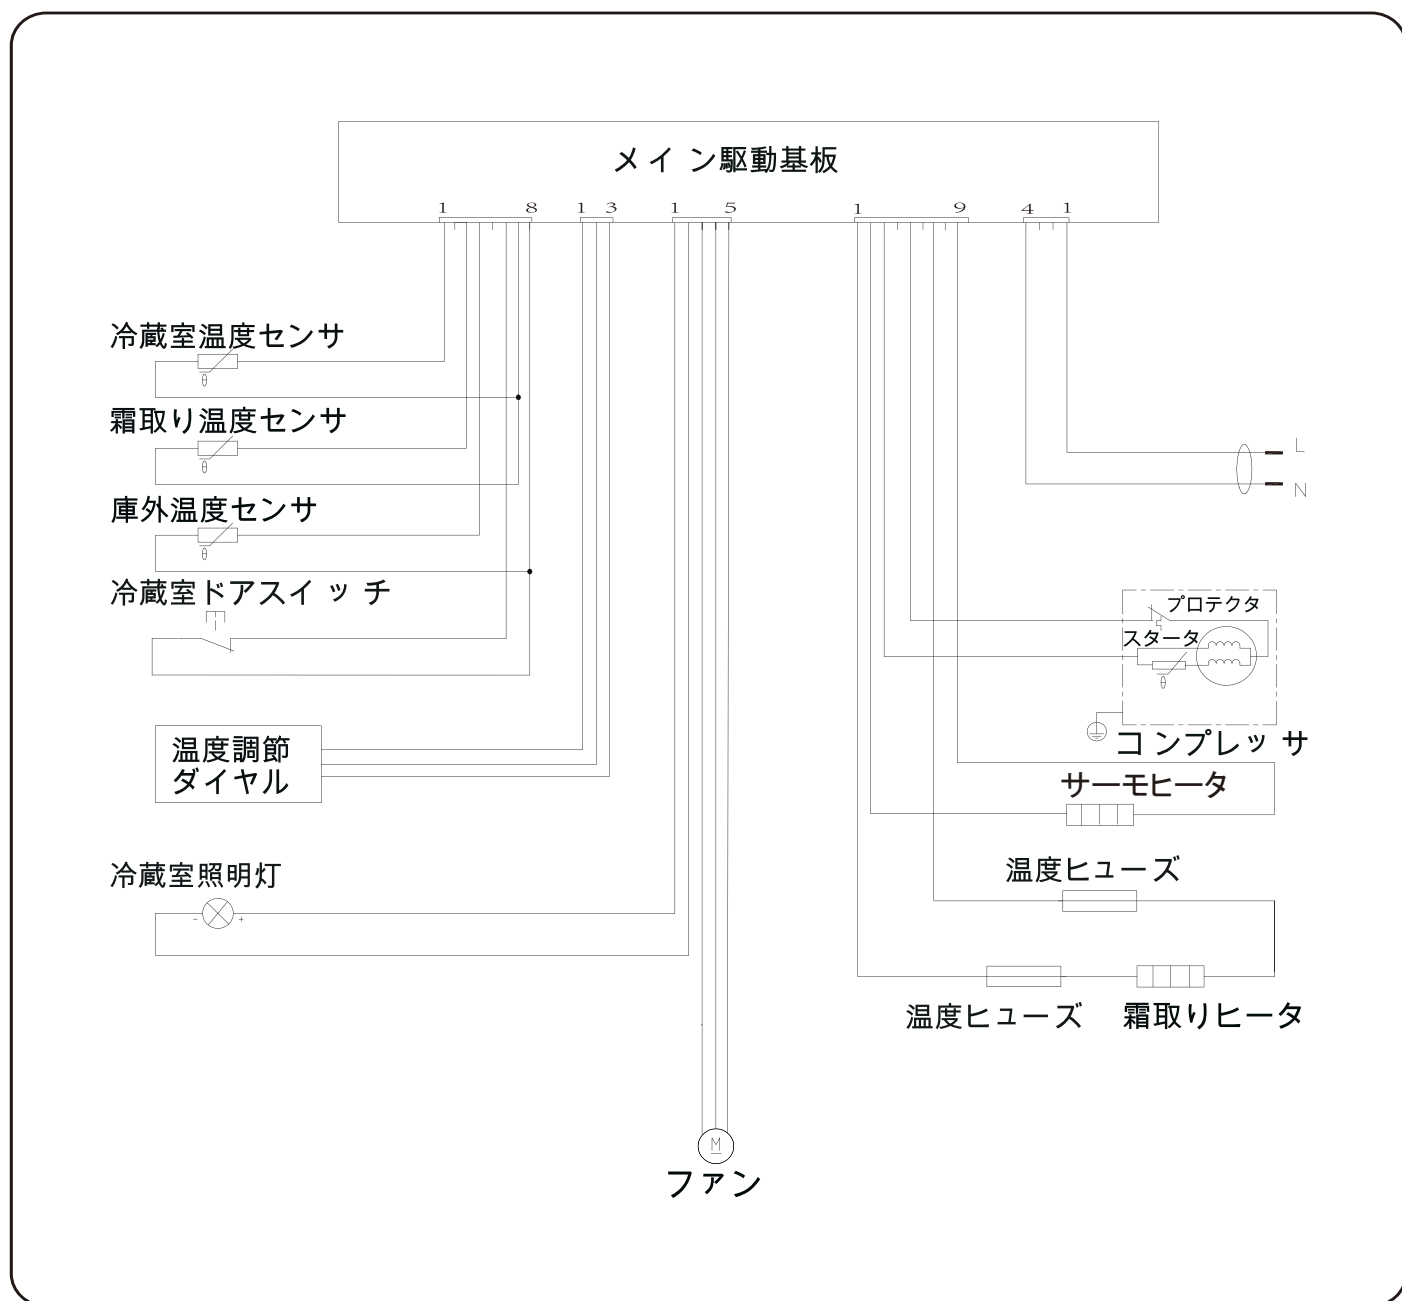 メイン駆動基板
1 8 1 3 1 5 1 9 4 1
冷蔵室温度センサ
θ
霜取り温度センサ
θ
庫外温度センサ
θ
冷蔵室ドアスイッチ
L
N
プロテクタ
スタータ
θ
コンプレッサ
温度調節
ダイヤル
サーモヒータ
冷蔵室照明灯
- +
温度ヒューズ
温度ヒューズ 霜取りヒータ
M
ファン